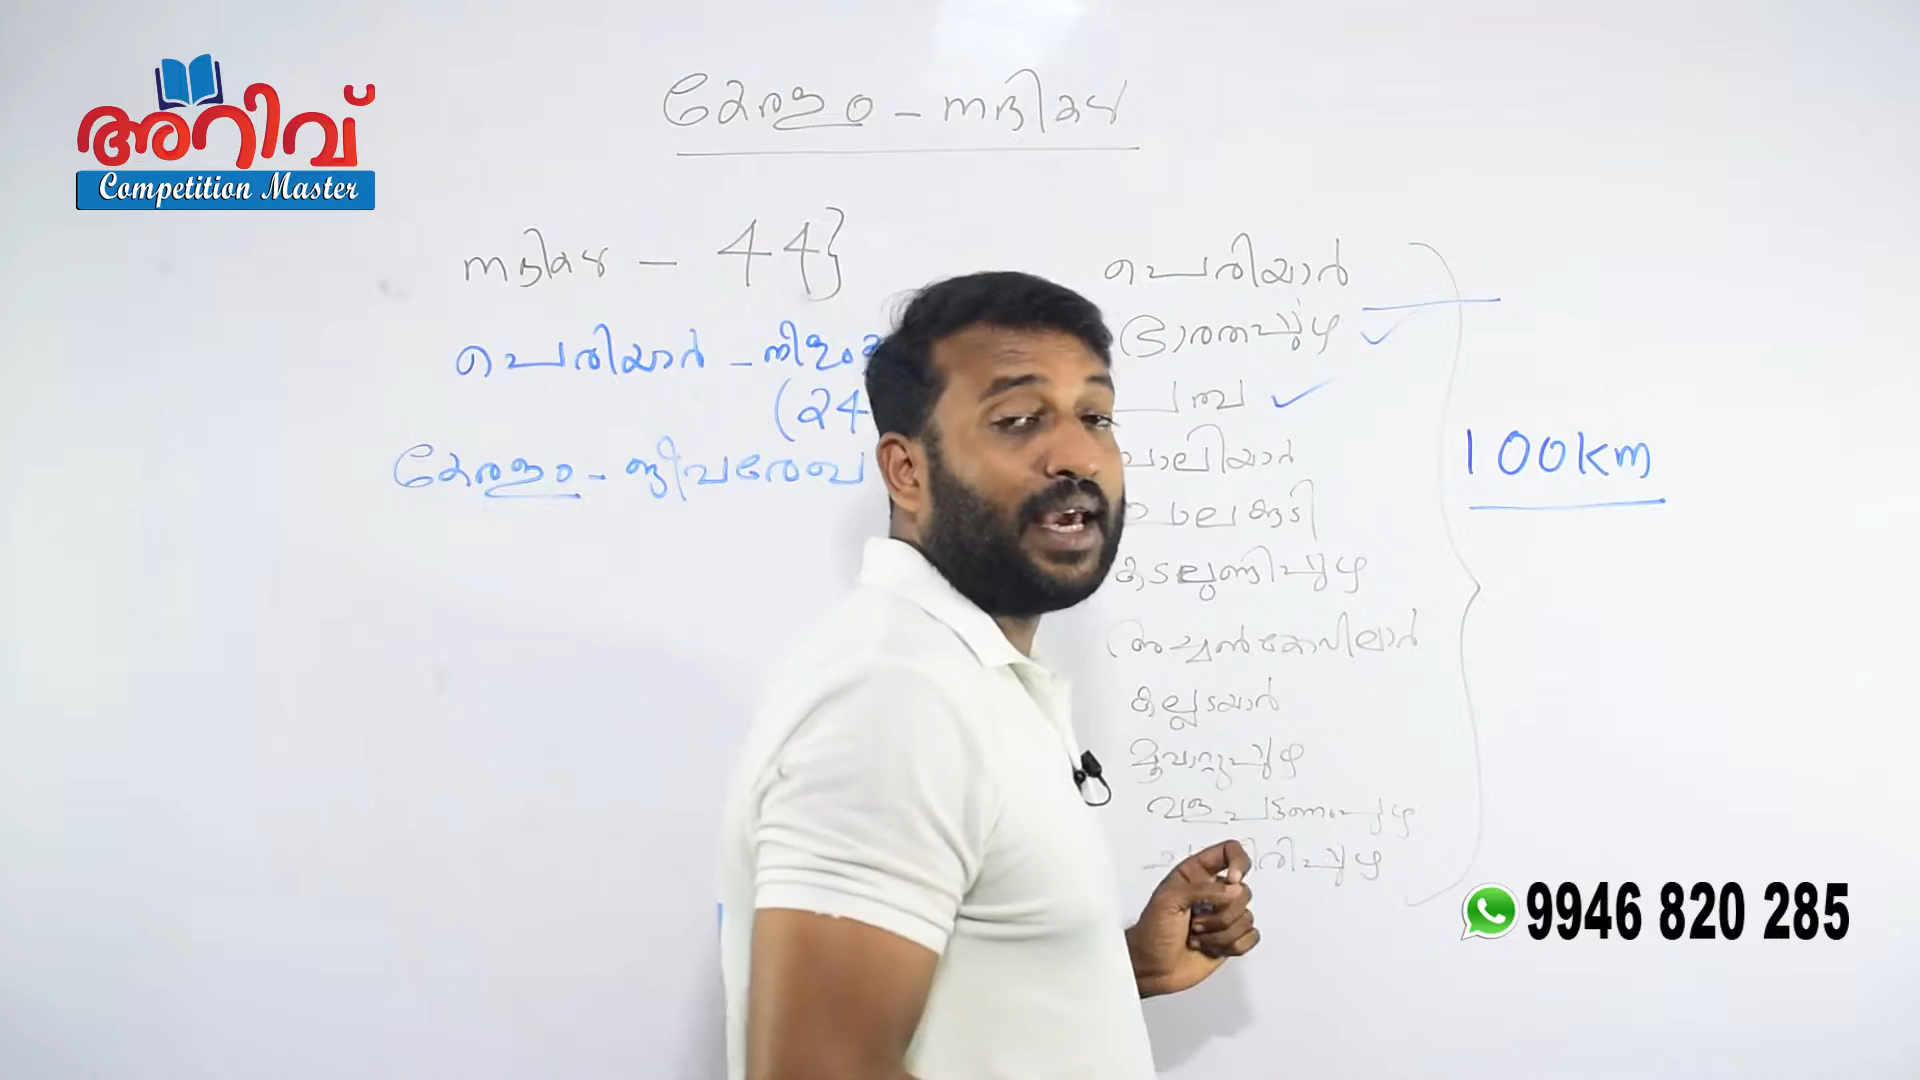 അറിവ്
Competition Master
കേരളം - നദികൾ
നദികൾ - 44}
പെരിയാർ - നീളം
(24
കേരളം - ജീവരേഖ
പെരിയാർ
ഭാരതപ്പുഴ
പമ്പ
ചാലിയാർ
ചാലക്കുടി
കടലുണ്ടിപ്പുഴ
അച്ചൻകോവിലാർ
കല്ലടയാർ
മൂവാറ്റുപുഴ
വളപട്ടണംപുഴ
100km
9946 820 285